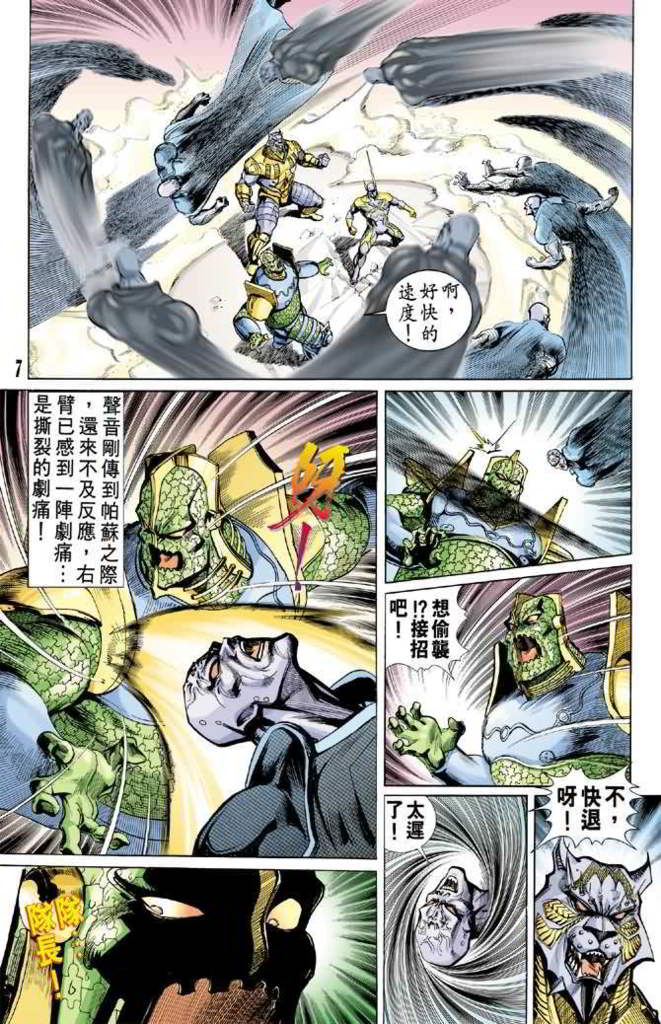 啊，
好快的
速度！
7
想偷襲
!?接招
吧！
不，
快退
呀！
太遲
了！
呀！
聲音剛傳到帕蘇之際
，還來不及反應，右
臂已感到一陣劇痛…
是撕裂的劇痛！
隊…
隊長！